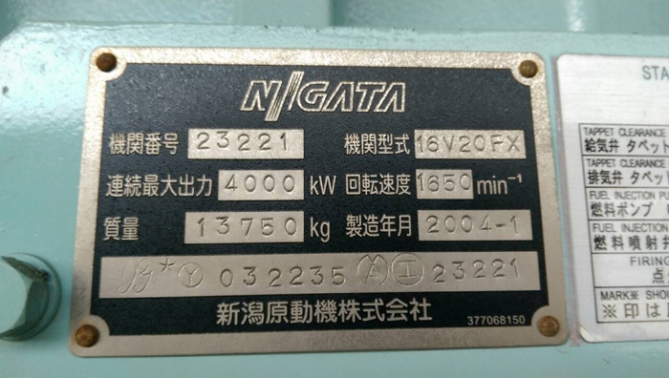 NIIGATA
機関番号 23221 機関型式 16V20FX
連続最大出力 4000 kW 回転速度 1650 min⁻¹
質量 13750 kg 製造年月 2004-1
* Y 032235 A エ 23221
新潟原動機株式会社
377068150
STA
TAPPET CLEARANCE
給気弁 タペット
TAPPET CLEARANCE
排気弁 タペット
FUEL INJECTION PU
燃料ポンプ
FUEL INJECTION
燃料噴射弁
FIRING
点
MARK※ SHO
※印は